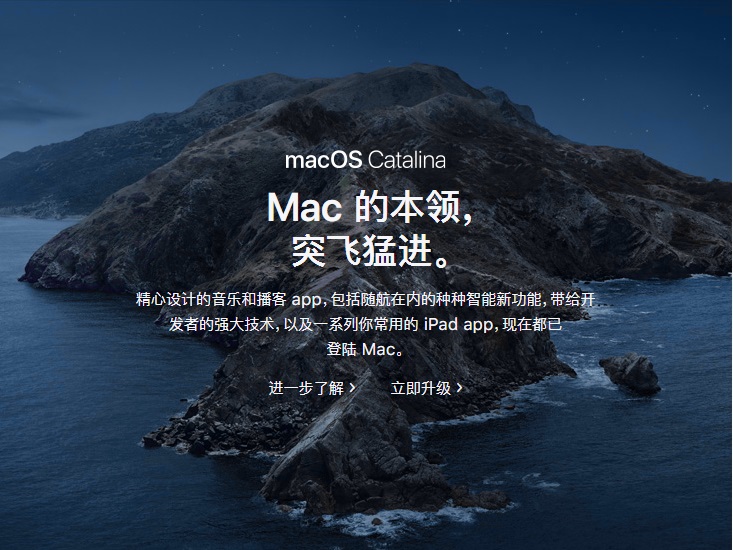 macOS Catalina
Mac 的本领，
突飞猛进。
精心设计的音乐和播客 app，包括随航在内的种种智能新功能，带给开
发者的强大技术，以及一系列你常用的 iPad app，现在都已
登陆 Mac。
进一步了解 > 立即升级 >